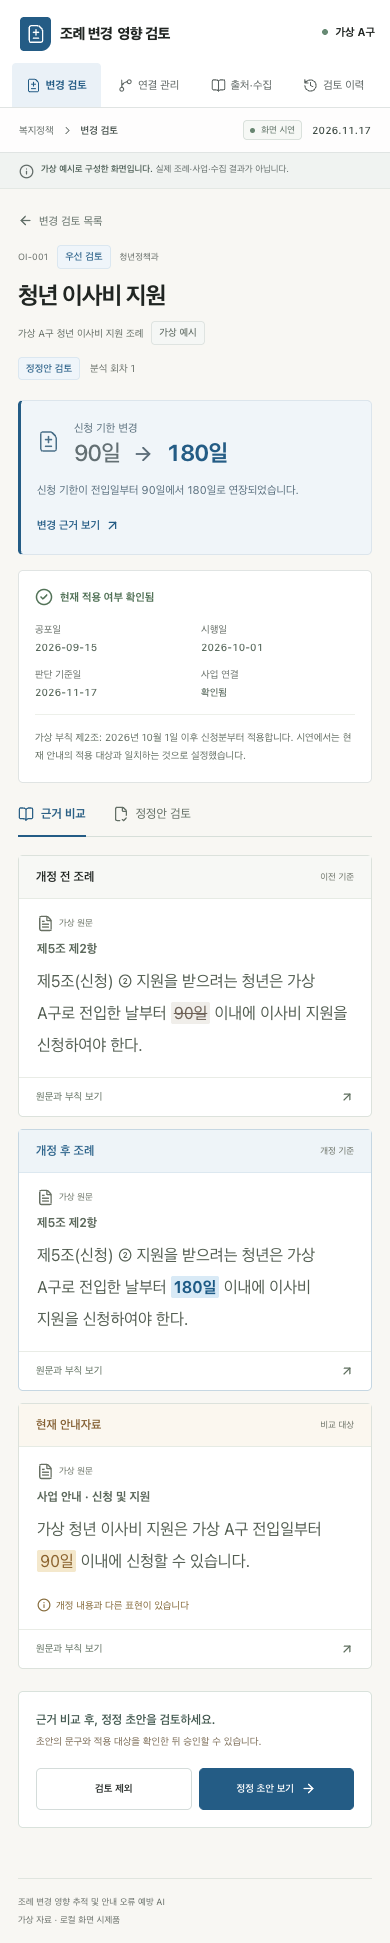 조례 변경 영향 검토
가상 A구
변경 검토
연결 관리
출처·수집
검토 이력
복지정책 > 변경 검토
화면 시연
2026.11.17
가상 예시로 구성한 화면입니다. 실제 조례·사업·수집 결과가 아닙니다.
← 변경 검토 목록
OI-001 우선 검토 청년정책과
청년 이사비 지원
가상 A구 청년 이사비 지원 조례 가상 예시
정정안 검토 분석 회차 1
신청 기한 변경
90일 → 180일
신청 기한이 전입일부터 90일에서 180일로 연장되었습니다.
변경 근거 보기
현재 적용 여부 확인됨
공포일 시행일
2026-09-15 2026-10-01
판단 기준일 사업 연결
2026-11-17 확인됨
가상 부칙 제2조: 2026년 10월 1일 이후 신청분부터 적용합니다. 시연에서는 현
재 안내의 적용 대상과 일치하는 것으로 설정했습니다.
근거 비교 정정안 검토
개정 전 조례 이전 기준
가상 원문
제5조 제2항
제5조(신청) ② 지원을 받으려는 청년은 가상
A구로 전입한 날부터 90일 이내에 이사비 지원을
신청하여야 한다.
원문과 부칙 보기
개정 후 조례 개정 기준
가상 원문
제5조 제2항
제5조(신청) ② 지원을 받으려는 청년은 가상
A구로 전입한 날부터 180일 이내에 이사비
지원을 신청하여야 한다.
원문과 부칙 보기
현재 안내자료 비교 대상
가상 원문
사업 안내 · 신청 및 지원
가상 청년 이사비 지원은 가상 A구 전입일부터
90일 이내에 신청할 수 있습니다.
개정 내용과 다른 표현이 있습니다
원문과 부칙 보기
근거 비교 후, 정정 초안을 검토하세요.
초안의 문구와 적용 대상을 확인한 뒤 승인할 수 있습니다.
검토 제외
정정 초안 보기 →
조례 변경 영향 추적 및 안내 오류 예방 AI
가상 자료 · 로컬 화면 시제품